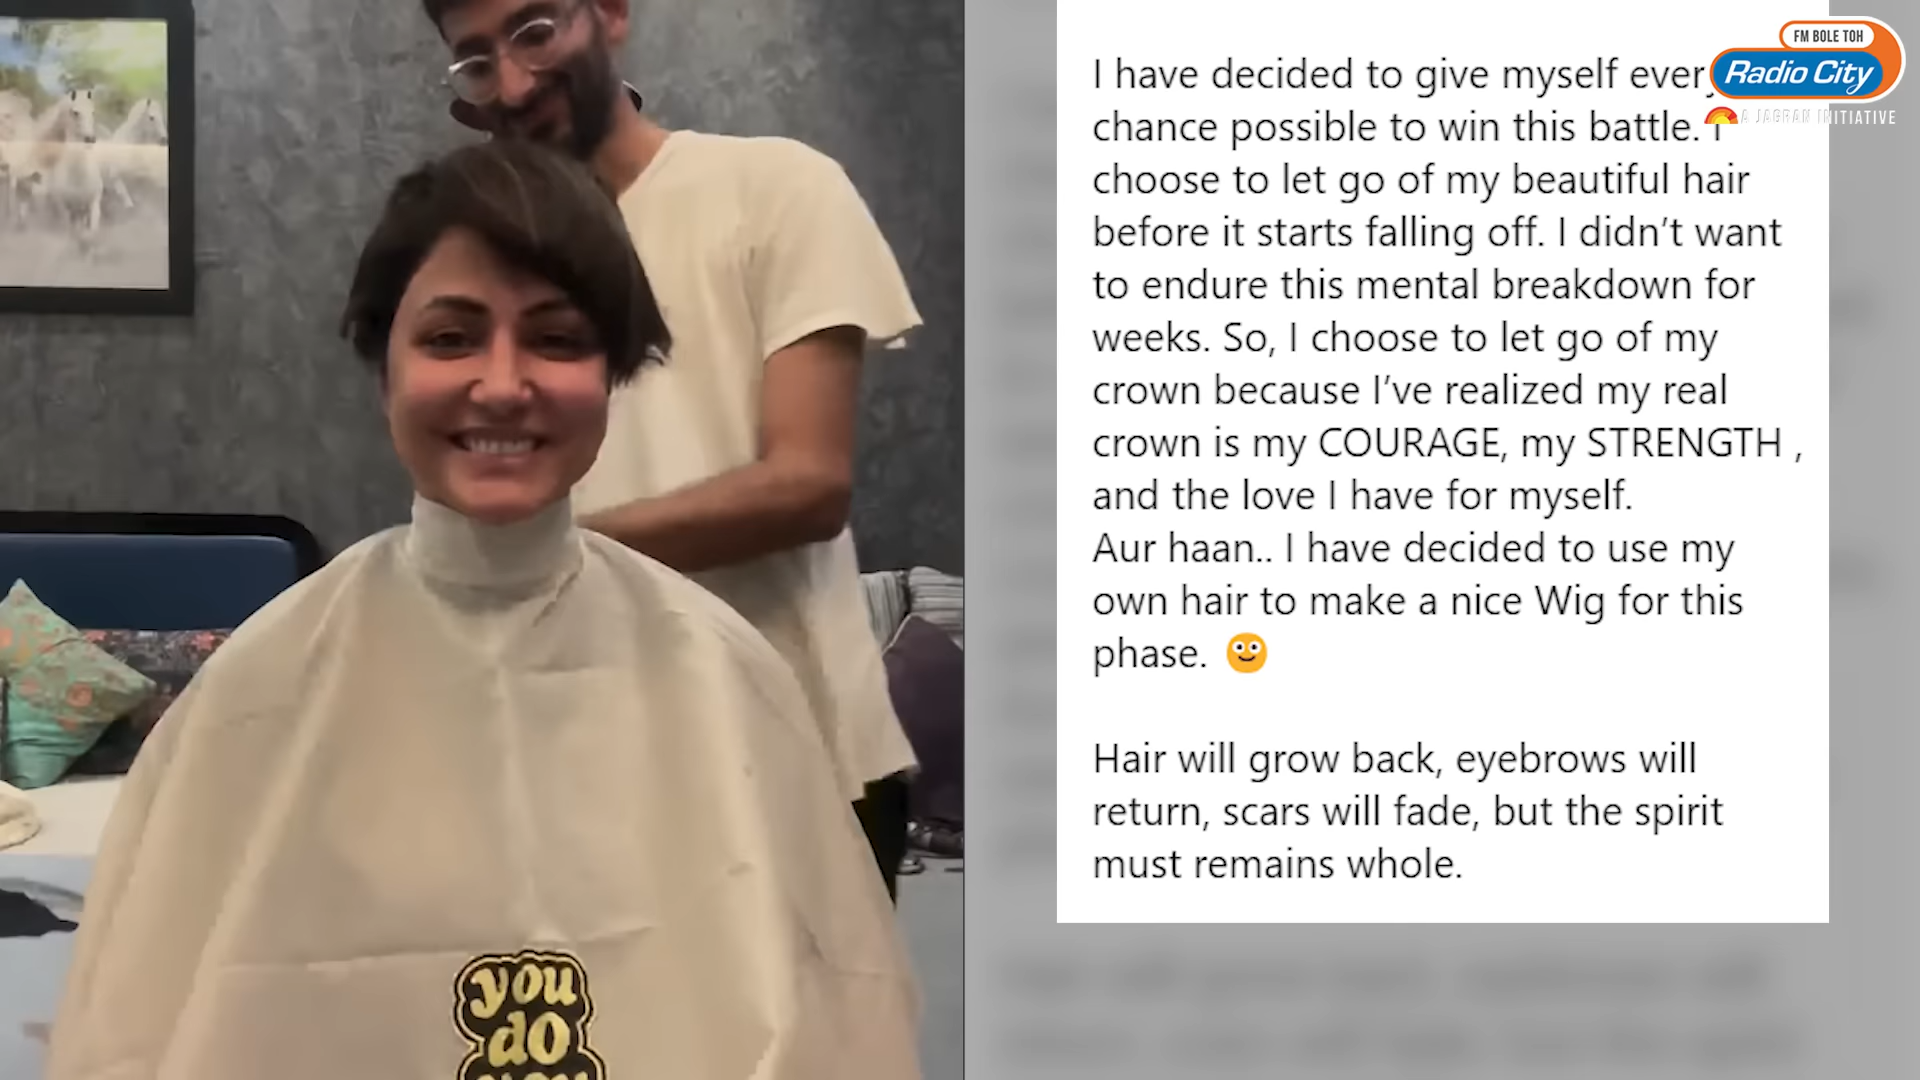 FM BOLE TOH
Radio City
A JAGRAN INITIATIVE
I have decided to give myself every
chance possible to win this battle. I
choose to let go of my beautiful hair
before it starts falling off. I didn’t want
to endure this mental breakdown for
weeks. So, I choose to let go of my
crown because I’ve realized my real
crown is my COURAGE, my STRENGTH ,
and the love I have for myself.
Aur haan.. I have decided to use my
own hair to make a nice Wig for this
phase. 🙂
Hair will grow back, eyebrows will
return, scars will fade, but the spirit
must remains whole.
you
do
you